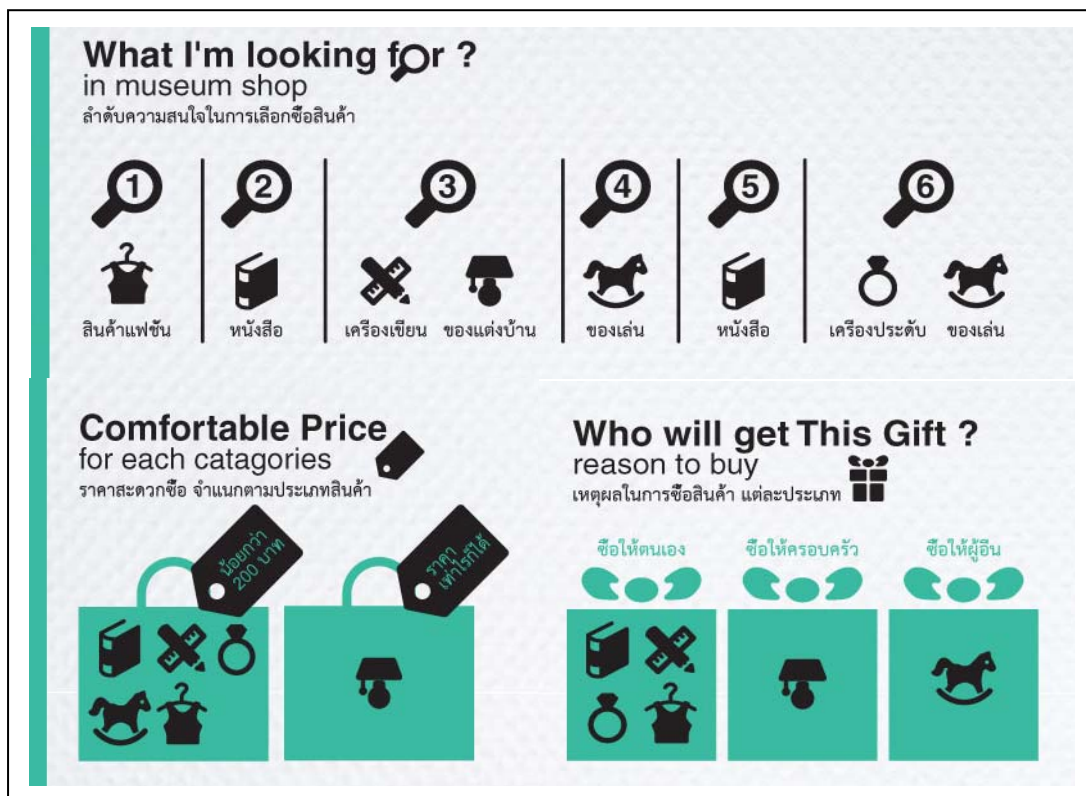 What I'm looking for ?
in museum shop
ลำดับความสนใจในการเลือกซื้อสินค้า
1 2 3 4 5 6
สินค้าแฟชั่น หนังสือ เครื่องเขียน ของแต่งบ้าน ของเล่น หนังสือ เครื่องประดับ ของเล่น
Comfortable Price
for each catagories
ราคาสะดวกซื้อ จำแนกตามประเภทสินค้า
น้อยกว่า
200 บาท
ราคา
เท่าไรก็ได้
Who will get This Gift ?
reason to buy
เหตุผลในการซื้อสินค้า แต่ละประเภท
ซื้อให้ตนเอง ซื้อให้ครอบครัว ซื้อให้ผู้อื่น